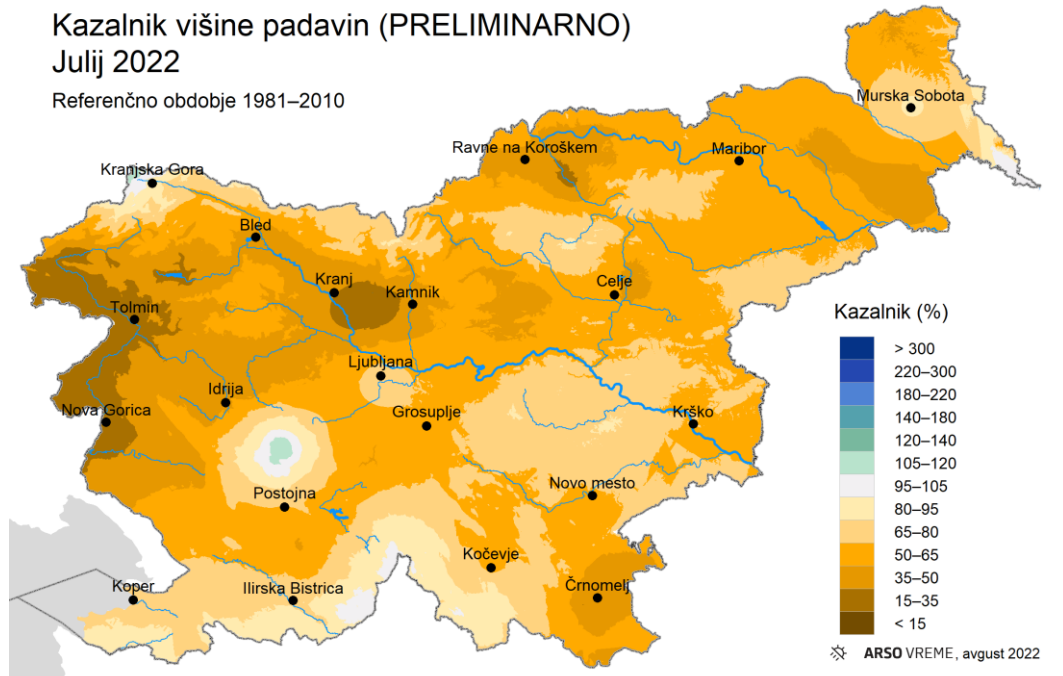 Kazalnik višine padavin (PRELIMINARNO)
Julij 2022
Referenčno obdobje 1981–2010
Murska Sobota
Ravne na Koroškem
Maribor
Kranjska Gora
Bled
Kranj
Kamnik
Celje
Tolmin
Ljubljana
Idrija
Nova Gorica
Grosuplje
Krško
Postojna
Novo mesto
Kočevje
Koper
Ilirska Bistrica
Črnomelj
Kazalnik (%)
> 300
220–300
180–220
140–180
120–140
105–120
95–105
80–95
65–80
50–65
35–50
15–35
< 15
ARSO VREME, avgust 2022